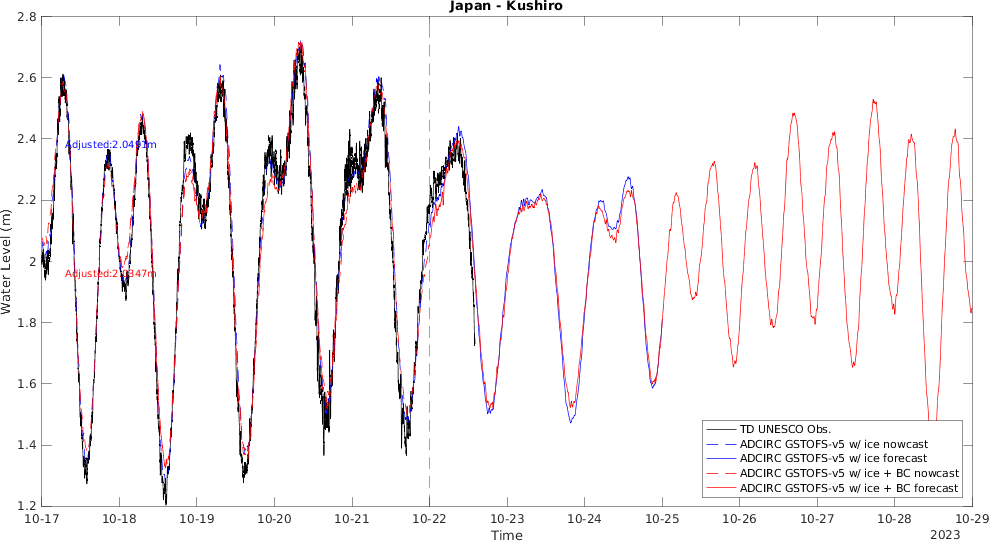 Japan - Kushiro
2.8
2.6
2.4
2.2
2
1.8
1.6
1.4
1.2
Water Level (m)
Adjusted:2.0491m
Adjusted:2.0347m
TD UNESCO Obs.
ADCIRC GSTOFS-v5 w/ ice nowcast
ADCIRC GSTOFS-v5 w/ ice forecast
ADCIRC GSTOFS-v5 w/ ice + BC nowcast
ADCIRC GSTOFS-v5 w/ ice + BC forecast
10-17 10-18 10-19 10-20 10-21 10-22 10-23 10-24 10-25 10-26 10-27 10-28 10-29
Time
2023